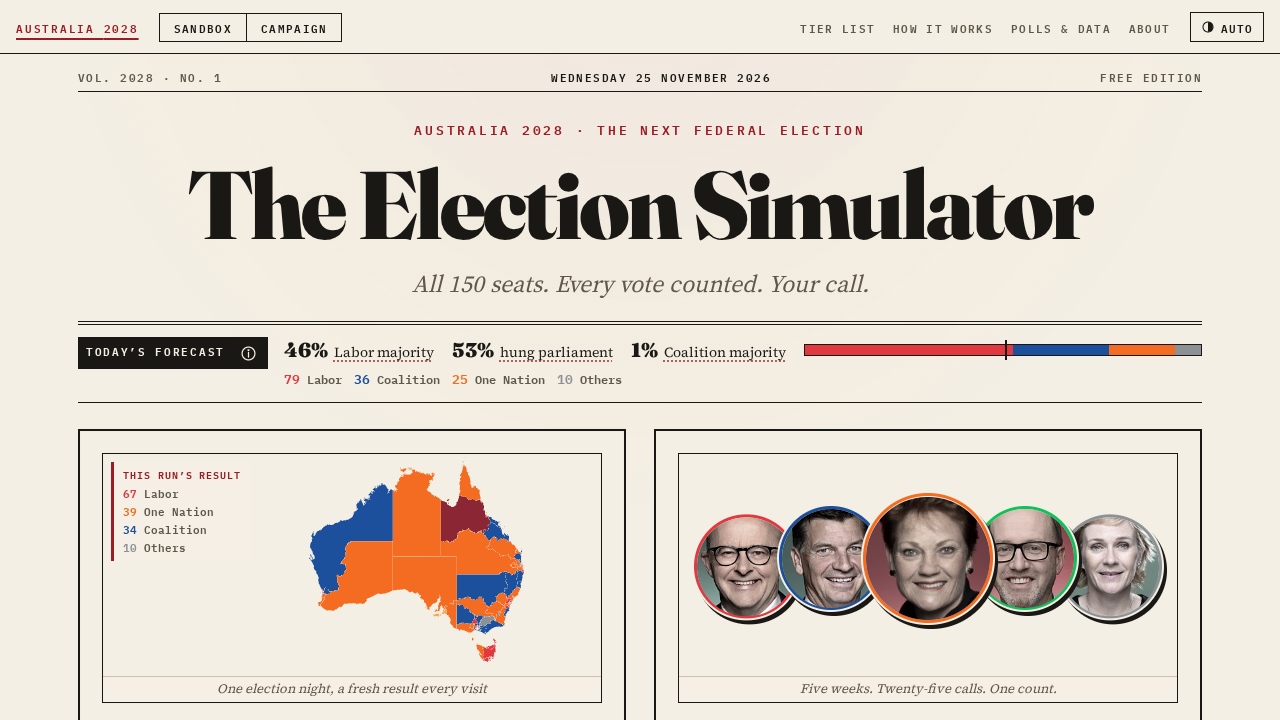 AUSTRALIA 2028
SANDBOX
CAMPAIGN
TIER LIST
HOW IT WORKS
POLLS & DATA
ABOUT
AUTO
VOL. 2028 · NO. 1
WEDNESDAY 25 NOVEMBER 2026
FREE EDITION
AUSTRALIA 2028 · THE NEXT FEDERAL ELECTION
The Election Simulator
All 150 seats. Every vote counted. Your call.
TODAY’S FORECAST
46% Labor majority
53% hung parliament
1% Coalition majority
79 Labor 36 Coalition 25 One Nation 10 Others
THIS RUN’S RESULT
67 Labor
39 One Nation
34 Coalition
10 Others
One election night, a fresh result every visit
Five weeks. Twenty-five calls. One count.